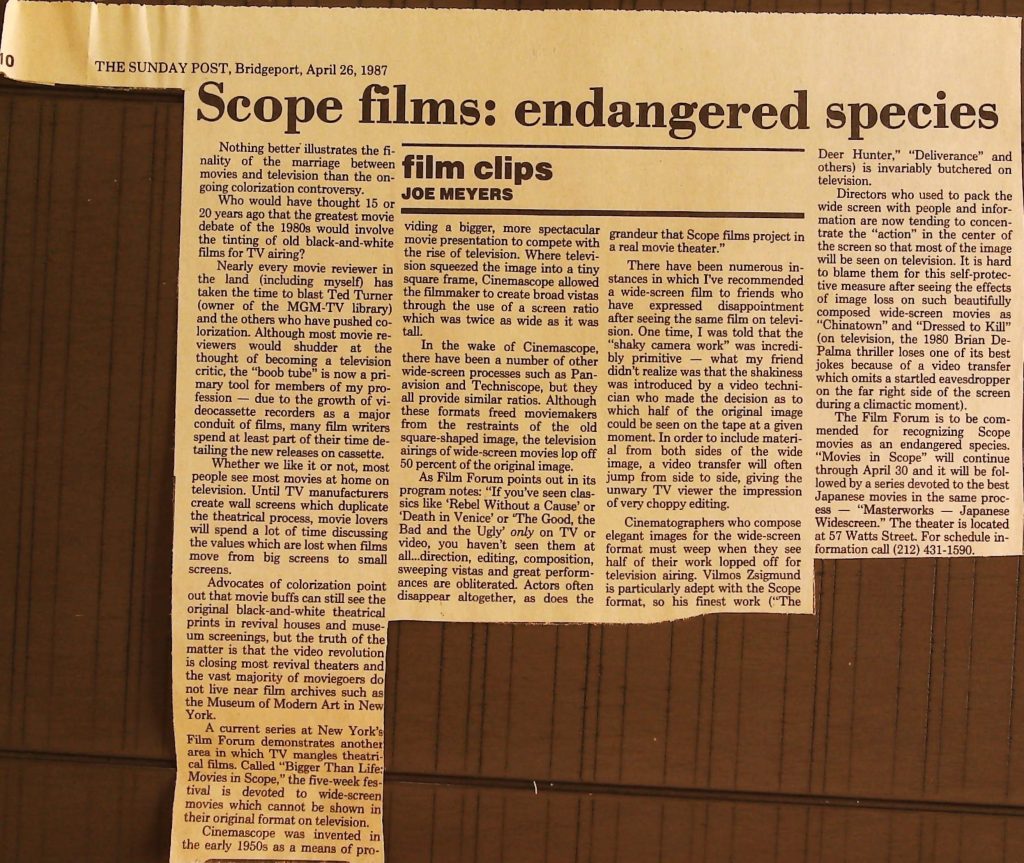 10
THE SUNDAY POST, Bridgeport, April 26, 1987
Scope films: endangered species
film clips
JOE MEYERS
Nothing better illustrates the fi-
nality of the marriage between
movies and television than the on-
going colorization controversy.
Who would have thought 15 or
20 years ago that the greatest movie
debate of the 1980s would involve
the tinting of old black-and-white
films for TV airing?
Nearly every movie reviewer in
the land (including myself) has
taken the time to blast Ted Turner
(owner of the MGM-TV library)
and the others who have pushed co-
lorization. Although most movie re-
viewers would shudder at the
thought of becoming a television
critic, the "boob tube" is now a pri-
mary tool for members of my pro-
fession — due to the growth of vi-
deocassette recorders as a major
conduit of films, many film writers
spend at least part of their time de-
tailing the new releases on cassette.
Whether we like it or not, most
people see most movies at home on
television. Until TV manufacturers
create wall screens which duplicate
the theatrical process, movie lovers
will spend a lot of time discussing
the values which are lost when films
move from big screens to small
screens.
Advocates of colorization point
out that movie buffs can still see the
original black-and-white theatrical
prints in revival houses and muse-
um screenings, but the truth of the
matter is that the video revolution
is closing most revival theaters and
the vast majority of moviegoers do
not live near film archives such as
the Museum of Modern Art in New
York.
A current series at New York's
Film Forum demonstrates another
area in which TV mangles theatri-
cal films. Called "Bigger Than Life:
Movies in Scope," the five-week fes-
tival is devoted to wide-screen
movies which cannot be shown in
their original format on television.
Cinemascope was invented in
the early 1950s as a means of pro-
viding a bigger, more spectacular
movie presentation to compete with
the rise of television. Where televi-
sion squeezed the image into a tiny
square frame, Cinemascope allowed
the filmmaker to create broad vistas
through the use of a screen ratio
which was twice as wide as it was
tall.
In the wake of Cinemascope,
there have been a number of other
wide-screen processes such as Pan-
avision and Techniscope, but they
all provide similar ratios. Although
these formats freed moviemakers
from the restraints of the old
square-shaped image, the television
airings of wide-screen movies lop off
50 percent of the original image.
As Film Forum points out in its
program notes: "If you've seen clas-
sics like 'Rebel Without a Cause' or
'Death in Venice' or 'The Good, the
Bad and the Ugly' only on TV or
video, you haven't seen them at
all...direction, editing, composition,
sweeping vistas and great perform-
ances are obliterated. Actors often
disappear altogether, as does the
grandeur that Scope films project in
a real movie theater."
There have been numerous in-
stances in which I've recommended
a wide-screen film to friends who
have expressed disappointment
after seeing the same film on televi-
sion. One time, I was told that the
"shaky camera work" was incredi-
bly primitive — what my friend
didn't realize was that the shakiness
was introduced by a video techni-
cian who made the decision as to
which half of the original image
could be seen on the tape at a given
moment. In order to include materi-
al from both sides of the wide
image, a video transfer will often
jump from side to side, giving the
unwary TV viewer the impression
of very choppy editing.
Cinematographers who compose
elegant images for the wide-screen
format must weep when they see
half of their work lopped off for
television airing. Vilmos Zsigmund
is particularly adept with the Scope
format, so his finest work ("The
Deer Hunter," "Deliverance" and
others) is invariably butchered on
television.
Directors who used to pack the
wide screen with people and infor-
mation are now tending to concen-
trate the "action" in the center of
the screen so that most of the image
will be seen on television. It is hard
to blame them for this self-protec-
tive measure after seeing the effects
of image loss on such beautifully
composed wide-screen movies as
"Chinatown" and "Dressed to Kill"
(on television, the 1980 Brian De-
Palma thriller loses one of its best
jokes because of a video transfer
which omits a startled eavesdropper
on the far right side of the screen
during a climactic moment).
The Film Forum is to be com-
mended for recognizing Scope
movies as an endangered species.
"Movies in Scope" will continue
through April 30 and it will be fol-
lowed by a series devoted to the best
Japanese movies in the same proc-
ess — "Masterworks — Japanese
Widescreen." The theater is located
at 57 Watts Street. For schedule in-
formation call (212) 431-1590.